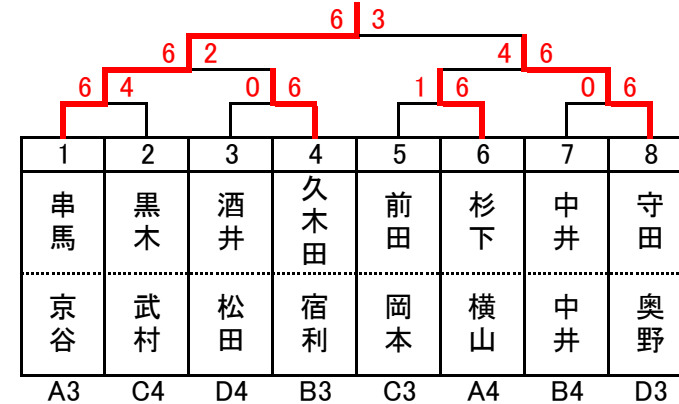 6 3
6 2 4 6
6 4 0 6 1 6 0 6
1 2 3 4 5 6 7 8
串馬 黒木 酒井 久木田 前田 杉下 中井 守田
京谷 武村 松田 宿利 岡本 横山 中井 奥野
A3 C4 D4 B3 C3 A4 B4 D3